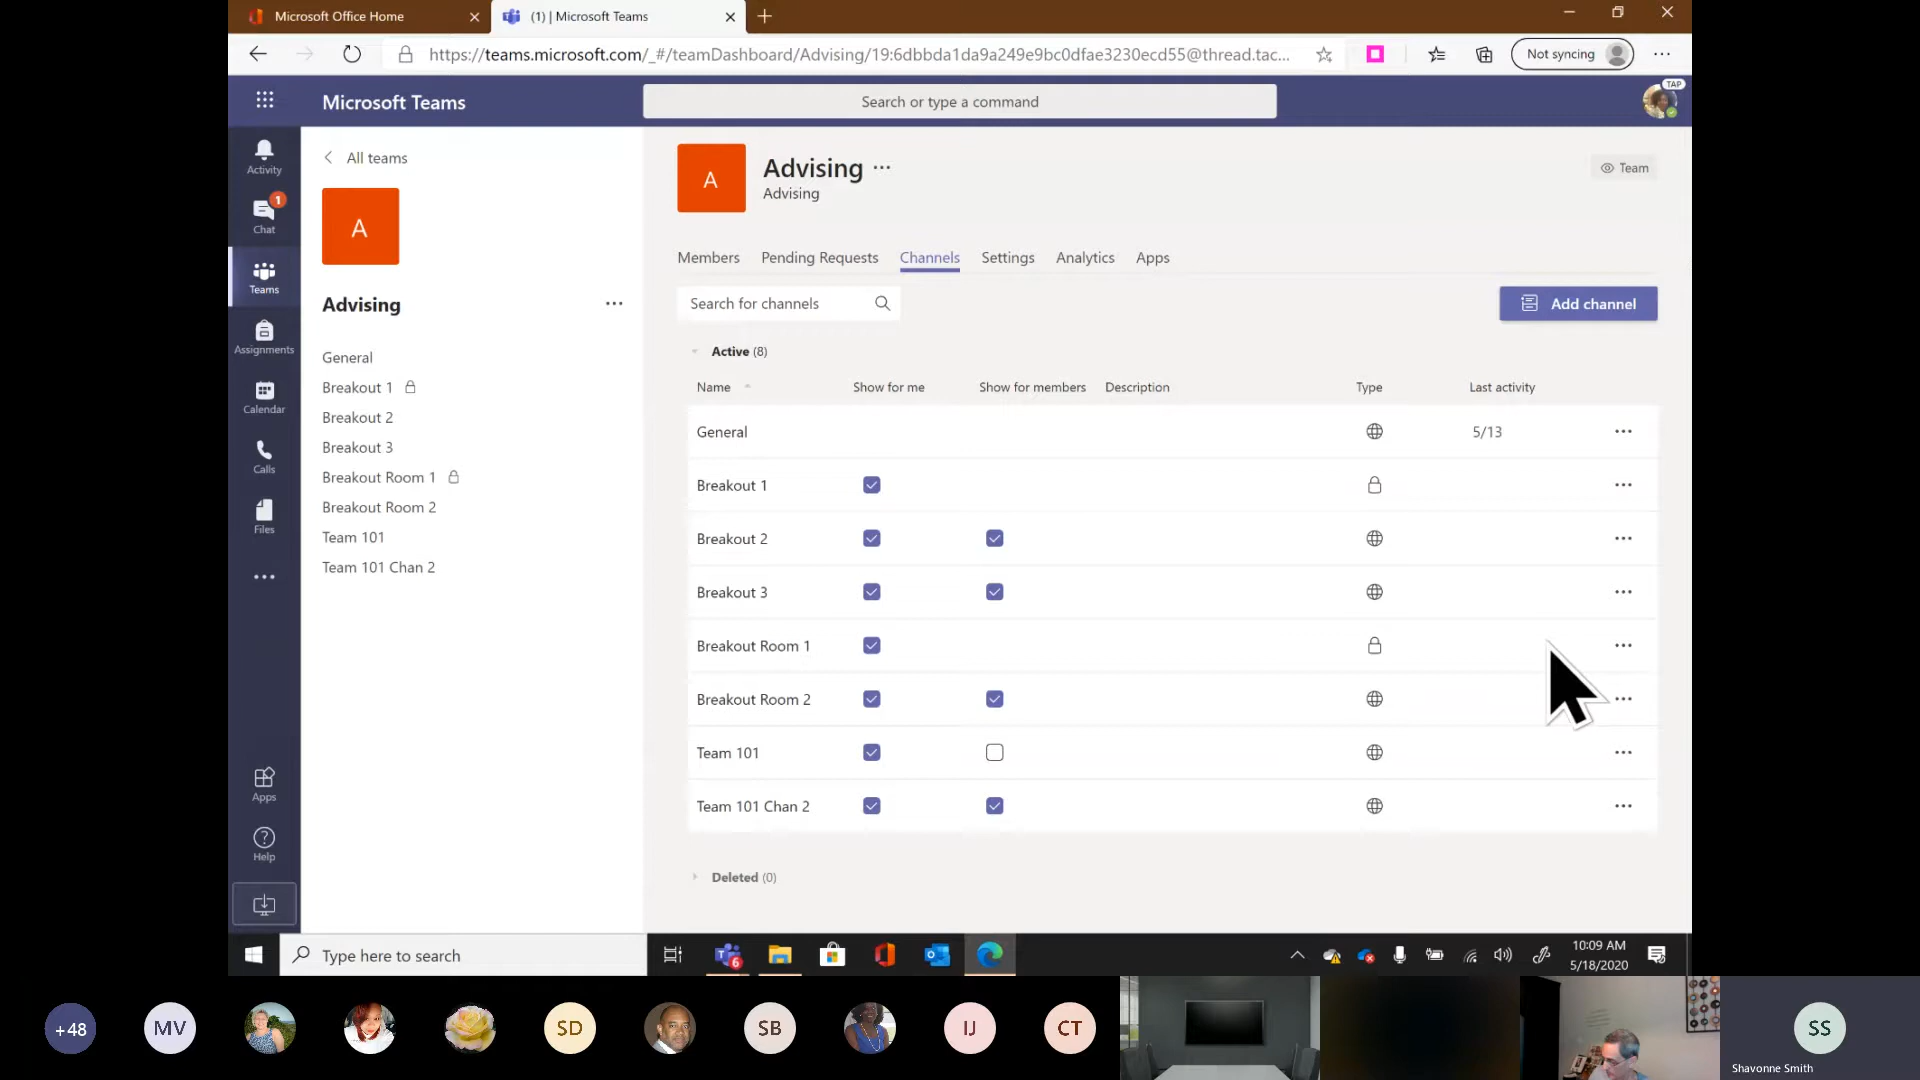 Microsoft Office Home
(1) | Microsoft Teams
https://teams.microsoft.com/_#/teamDashboard/Advising/19:6dbbda1da9a249e9bc0dfae3230ecd55@thread.tac...
Not syncing
Microsoft Teams
Search or type a command
TAP
Activity
Chat
1
Teams
Assignments
Calendar
Calls
Files
Apps
Help
All teams
A
Advising
General
Breakout 1
Breakout 2
Breakout 3
Breakout Room 1
Breakout Room 2
Team 101
Team 101 Chan 2
A
Advising
Advising
Team
Members Pending Requests Channels Settings Analytics Apps
Search for channels
Add channel
Active (8)
Name Show for me Show for members Description Type Last activity
General 5/13
Breakout 1
Breakout 2
Breakout 3
Breakout Room 1
Breakout Room 2
Team 101
Team 101 Chan 2
Deleted (0)
Type here to search
6
10:09 AM
5/18/2020
+48
MV
SD
SB
IJ
CT
SS
Shavonne Smith